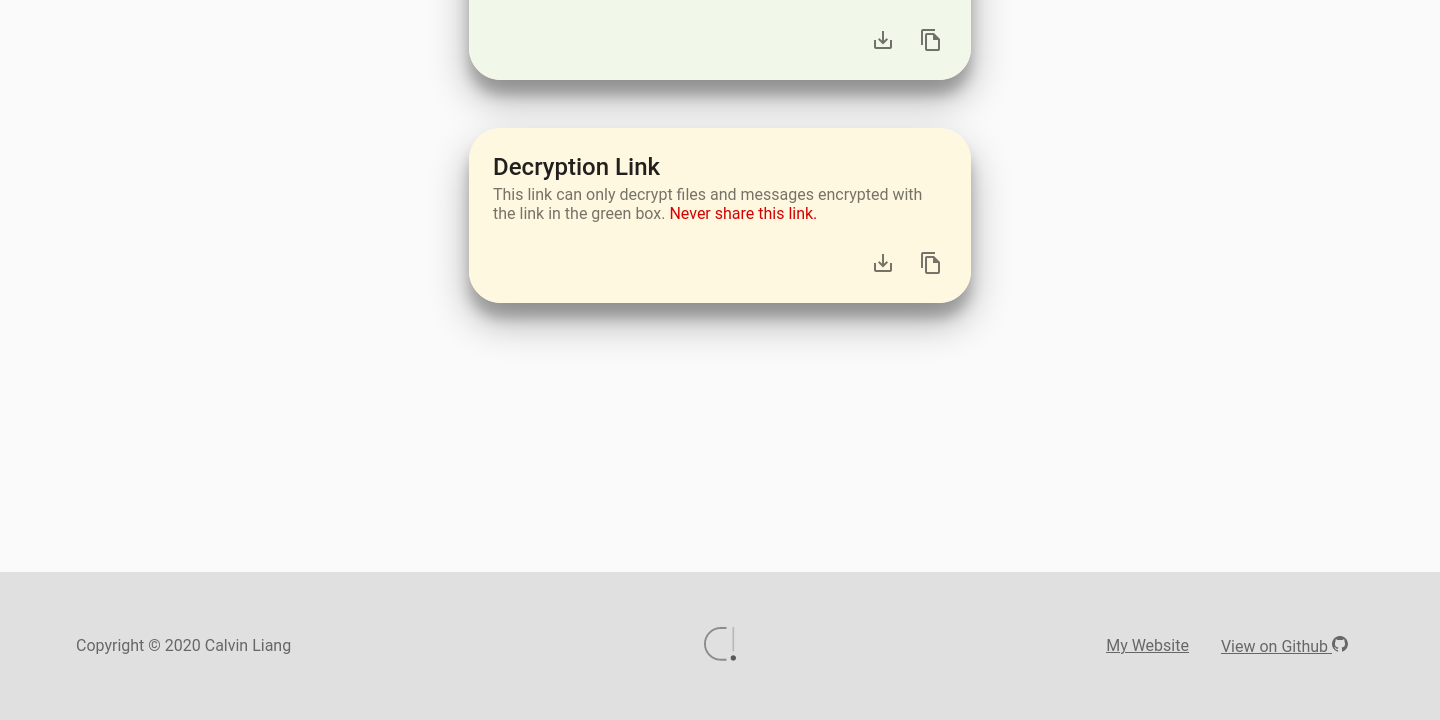 Decryption Link
This link can only decrypt files and messages encrypted with
the link in the green box. Never share this link.
Copyright © 2020 Calvin Liang
My Website
View on Github